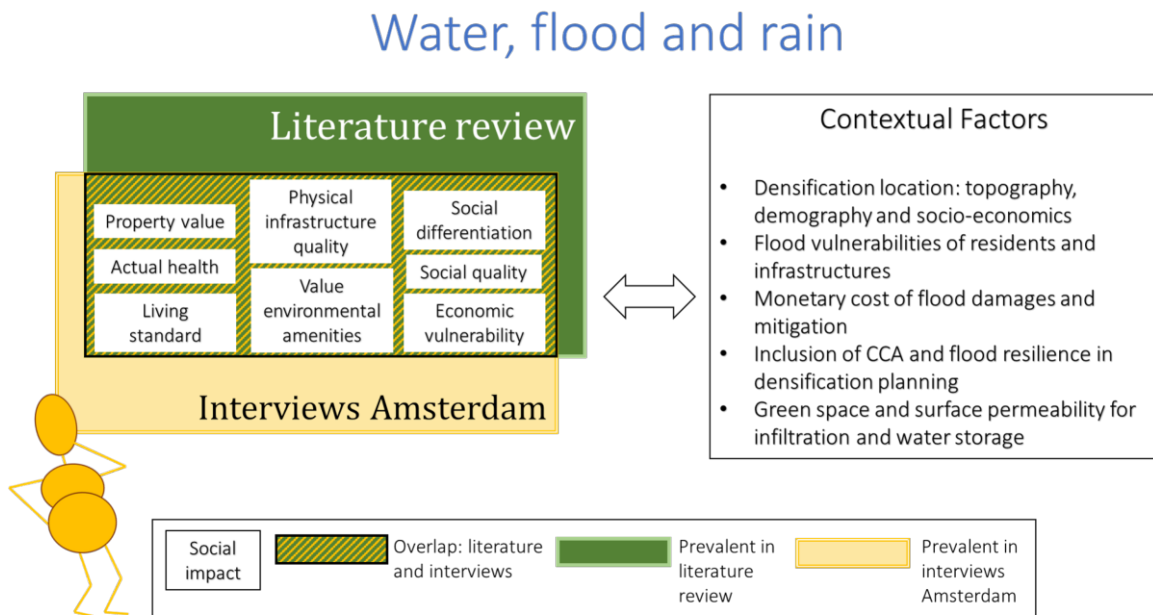 Water, flood and rain
Literature review
Property value
Actual health
Living
standard
Physical
infrastructure
quality
Value
environmental
amenities
Social
differentiation
Social quality
Economic
vulnerability
Interviews Amsterdam
Contextual Factors
• Densification location: topography,
demography and socio-economics
• Flood vulnerabilities of residents and
infrastructures
• Monetary cost of flood damages and
mitigation
• Inclusion of CCA and flood resilience in
densification planning
• Green space and surface permeability for
infiltration and water storage
Social
impact
Overlap: literature
and interviews
Prevalent in
literature
review
Prevalent in
interviews
Amsterdam